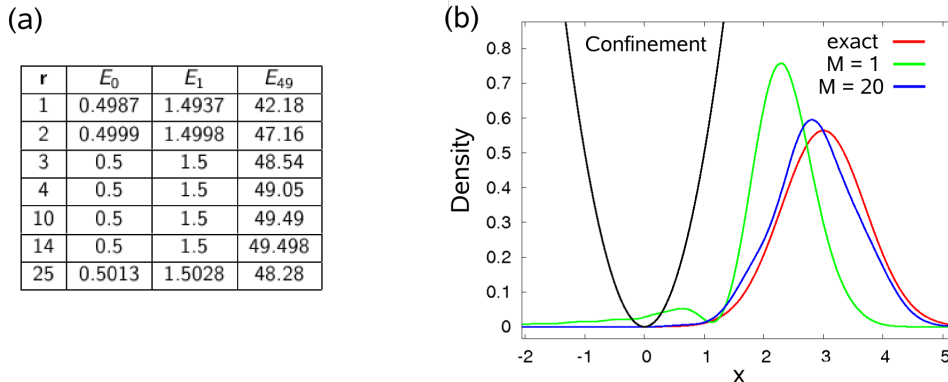 (a)
r E₀ E₁ E₄₉
1 0.4987 1.4937 42.18
2 0.4999 1.4998 47.16
3 0.5 1.5 48.54
4 0.5 1.5 49.05
10 0.5 1.5 49.49
14 0.5 1.5 49.498
25 0.5013 1.5028 48.28
(b)
Confinement
exact
M = 1
M = 20
Density
0.8
0.7
0.6
0.5
0.4
0.3
0.2
0.1
0
-2 -1 0 1 2 3 4 5
x